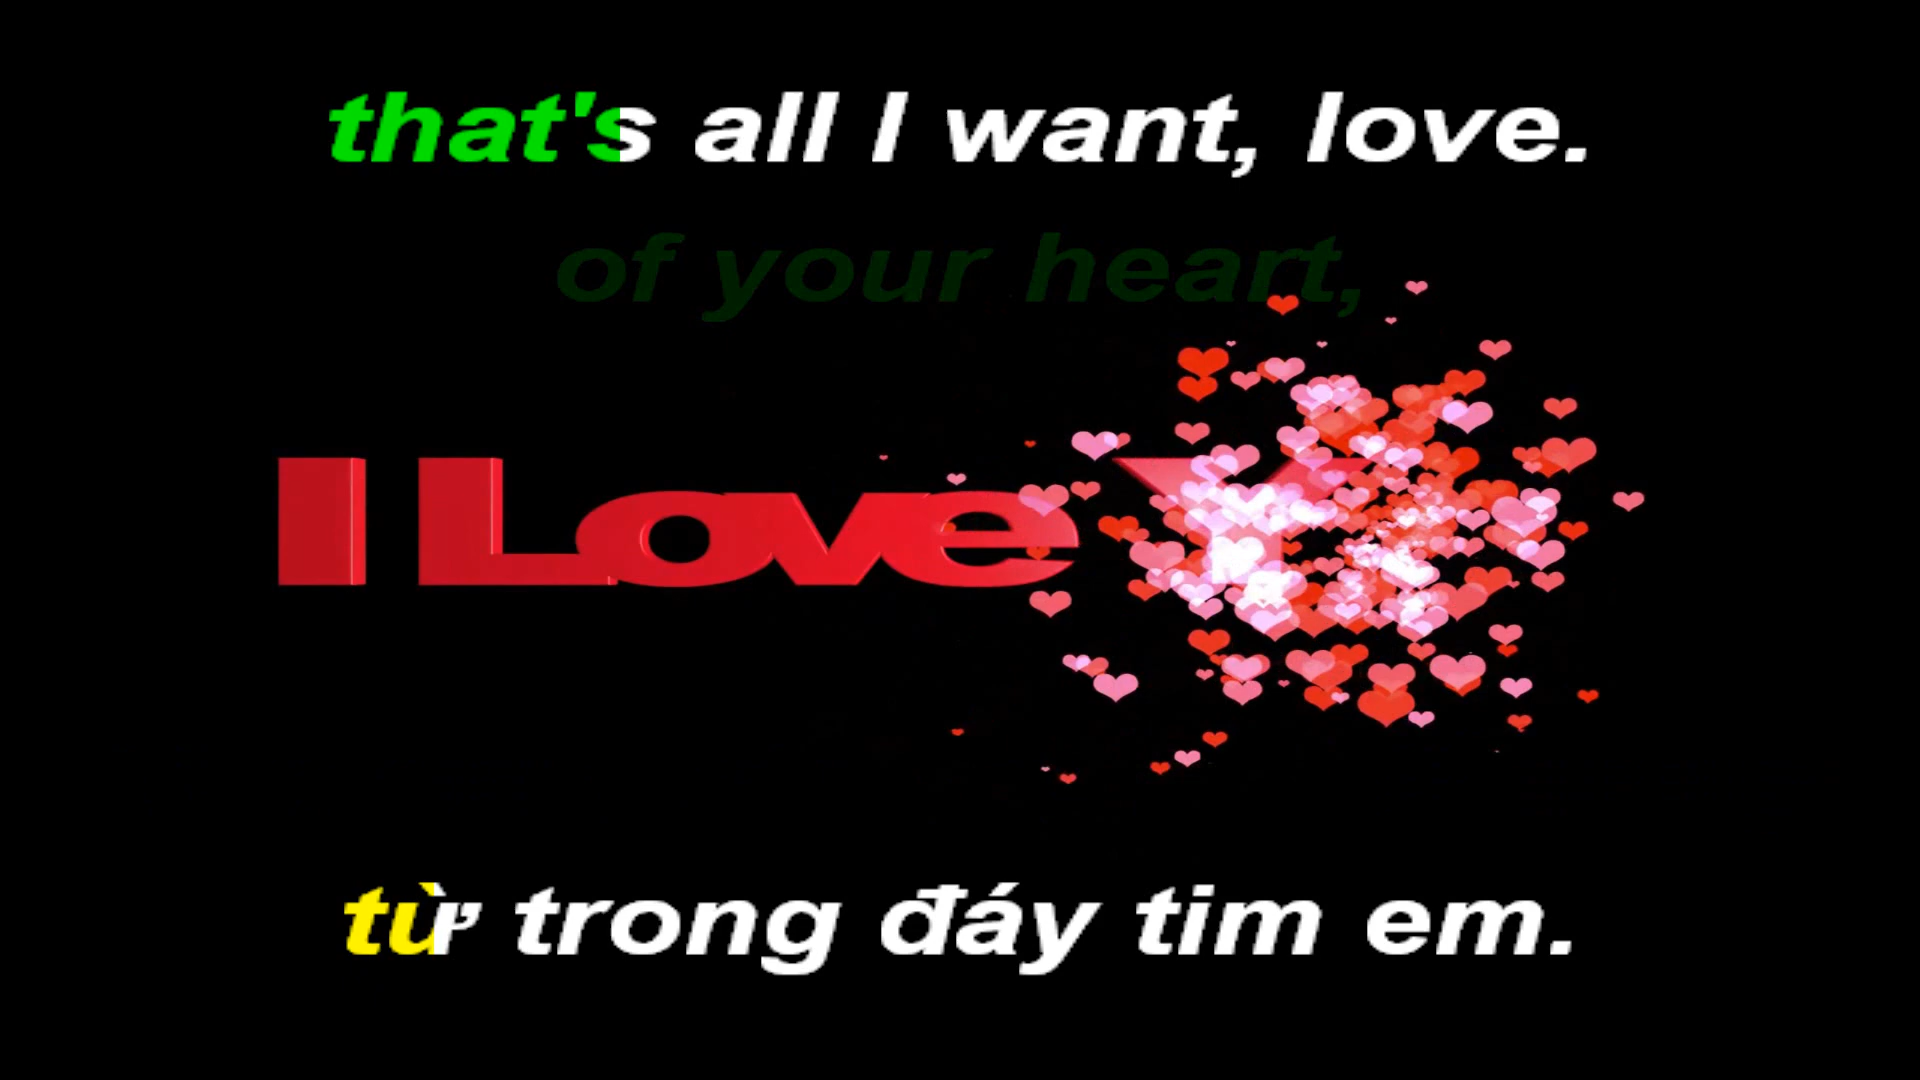 that's all I want, love.
of your heart,
I Love Y
từ trong đáy tim em.